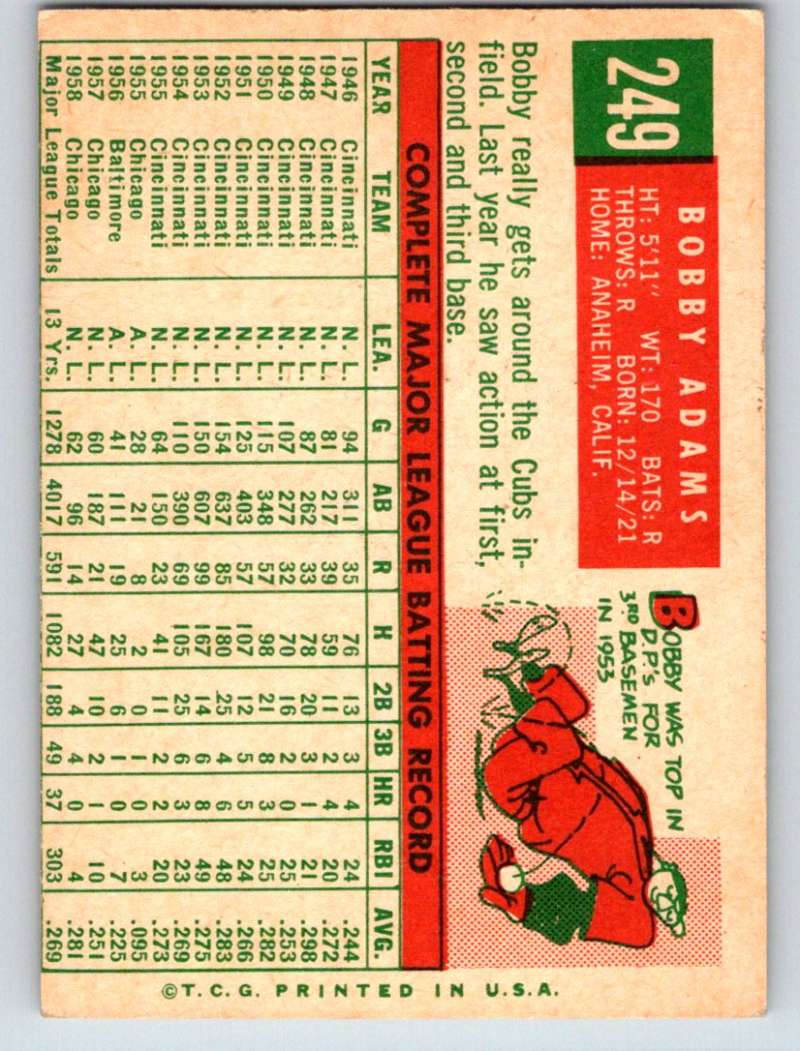 249
BOBBY ADAMS
HT: 5'11" WT: 170 BATS: R
THROWS: R BORN: 12/14/21
HOME: ANAHEIM, CALIF.
BOBBY WAS TOP IN
D.P.'S FOR
3RD BASEMEN
IN 1953
Bobby really gets around the Cubs in-
field. Last year he saw action at first,
second and third base.
COMPLETE MAJOR LEAGUE BATTING RECORD
YEAR TEAM LEA. G AB R H 2B 3B HR RBI AVG.
1946 Cincinnati N. L. 94 311 35 76 13 3 4 24 .244
1947 Cincinnati N. L. 81 217 39 59 11 2 4 20 .272
1948 Cincinnati N. L. 87 262 33 78 20 3 1 21 .298
1949 Cincinnati N. L. 107 277 32 70 16 2 0 25 .253
1950 Cincinnati N. L. 115 348 57 98 21 8 3 25 .282
1951 Cincinnati N. L. 125 403 57 107 12 5 5 24 .266
1952 Cincinnati N. L. 154 637 85 180 25 4 6 48 .283
1953 Cincinnati N. L. 150 607 99 167 14 6 8 49 .275
1954 Cincinnati N. L. 110 390 69 105 25 6 3 23 .269
1955 Cincinnati N. L. 64 150 23 41 11 2 2 20 .273
1955 Chicago A. L. 28 21 8 2 0 1 0 3 .095
1956 Baltimore A. L. 41 111 19 25 6 1 0 7 .225
1957 Chicago N. L. 60 187 21 47 10 2 1 10 .251
1958 Chicago N. L. 62 96 14 27 4 4 0 4 .281
Major League Totals 13 Yrs. 1278 4017 591 1082 188 49 37 303 .269
©T.C.G. PRINTED IN U.S.A.